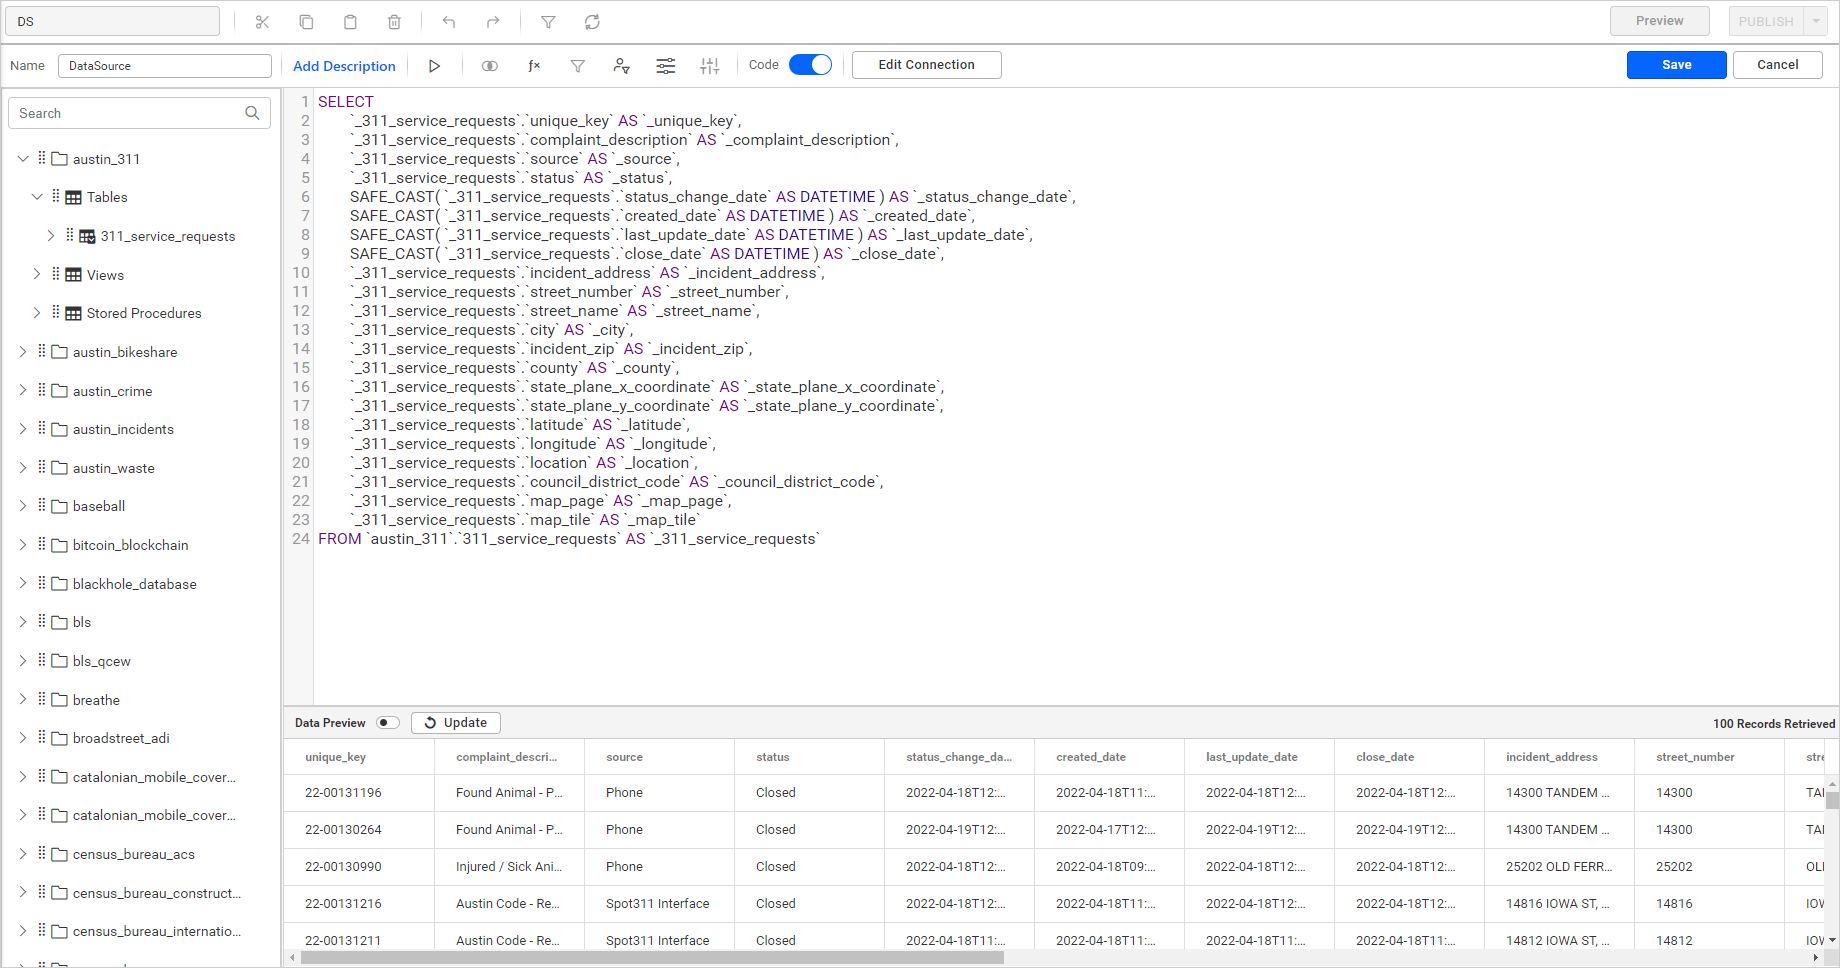 DS
Preview
PUBLISH
Name
DataSource
Add Description
f×
Code
Edit Connection
Save
Cancel
Search
austin_311
Tables
311_service_requests
Views
Stored Procedures
austin_bikeshare
austin_crime
austin_incidents
austin_waste
baseball
bitcoin_blockchain
blackhole_database
bls
bls_qcew
breathe
broadstreet_adi
catalonian_mobile_cover...
catalonian_mobile_cover...
census_bureau_acs
census_bureau_construct...
census_bureau_internatio...
1 SELECT
2 `_311_service_requests`.`unique_key` AS `_unique_key`,
3 `_311_service_requests`.`complaint_description` AS `_complaint_description`,
4 `_311_service_requests`.`source` AS `_source`,
5 `_311_service_requests`.`status` AS `_status`,
6 SAFE_CAST( `_311_service_requests`.`status_change_date` AS DATETIME ) AS `_status_change_date`,
7 SAFE_CAST( `_311_service_requests`.`created_date` AS DATETIME ) AS `_created_date`,
8 SAFE_CAST( `_311_service_requests`.`last_update_date` AS DATETIME ) AS `_last_update_date`,
9 SAFE_CAST( `_311_service_requests`.`close_date` AS DATETIME ) AS `_close_date`,
10 `_311_service_requests`.`incident_address` AS `_incident_address`,
11 `_311_service_requests`.`street_number` AS `_street_number`,
12 `_311_service_requests`.`street_name` AS `_street_name`,
13 `_311_service_requests`.`city` AS `_city`,
14 `_311_service_requests`.`incident_zip` AS `_incident_zip`,
15 `_311_service_requests`.`county` AS `_county`,
16 `_311_service_requests`.`state_plane_x_coordinate` AS `_state_plane_x_coordinate`,
17 `_311_service_requests`.`state_plane_y_coordinate` AS `_state_plane_y_coordinate`,
18 `_311_service_requests`.`latitude` AS `_latitude`,
19 `_311_service_requests`.`longitude` AS `_longitude`,
20 `_311_service_requests`.`location` AS `_location`,
21 `_311_service_requests`.`council_district_code` AS `_council_district_code`,
22 `_311_service_requests`.`map_page` AS `_map_page`,
23 `_311_service_requests`.`map_tile` AS `_map_tile`
24 FROM `austin_311`.`311_service_requests` AS `_311_service_requests`
Data Preview
Update
100 Records Retrieved
unique_key complaint_descri... source status status_change_da... created_date last_update_date close_date incident_address street_number stre
22-00131196 Found Animal - P... Phone Closed 2022-04-18T12:... 2022-04-18T11:... 2022-04-18T12:... 2022-04-18T12:... 14300 TANDEM ... 14300 TAI
22-00130264 Found Animal - P... Phone Closed 2022-04-19T12:... 2022-04-17T12:... 2022-04-19T12:... 2022-04-19T12:... 14300 TANDEM ... 14300 TAI
22-00130990 Injured / Sick Ani... Phone Closed 2022-04-18T12:... 2022-04-18T09:... 2022-04-18T12:... 2022-04-18T12:... 25202 OLD FERR... 25202 OLI
22-00131216 Austin Code - Re... Spot311 Interface Closed 2022-04-18T12:... 2022-04-18T11:... 2022-04-18T12:... 2022-04-18T12:... 14816 IOWA ST, ... 14816 IOW
22-00131211 Austin Code - Re... Spot311 Interface Closed 2022-04-18T11:... 2022-04-18T11:... 2022-04-18T11:... 2022-04-18T11:... 14812 IOWA ST, ... 14812 IOW